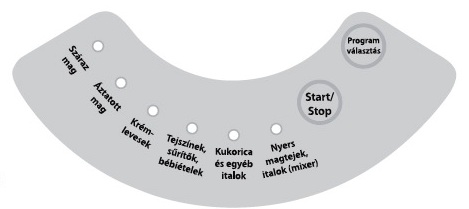 Száraz
mag
Áztatott
mag
Krém-
levesek
Tejszínek,
sűrítők,
bébiételek
Kukorica
és egyéb
italok
Nyers
magtejek,
italok (mixer)
Start/
Stop
Program
választás